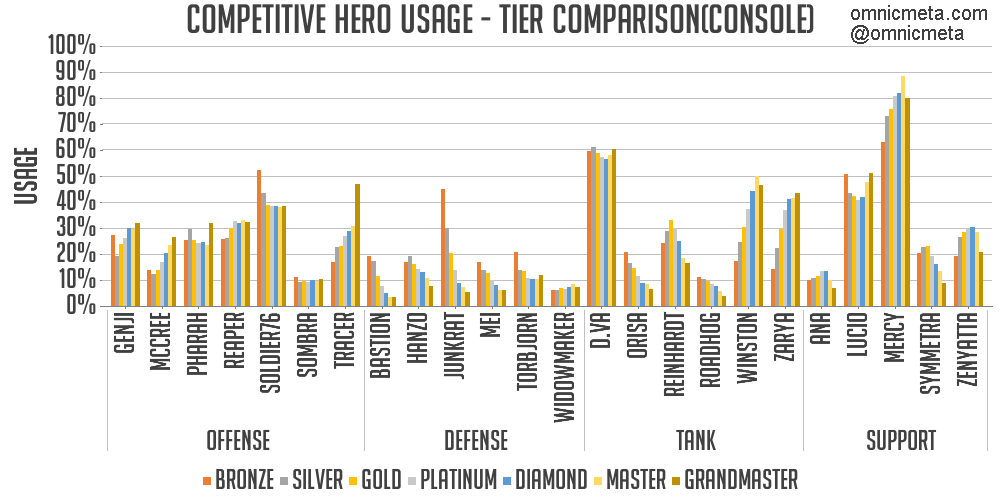 COMPETITIVE HERO USAGE - TIER COMPARISON(CONSOLE)
omnicmeta.com
@omnicmeta
USAGE
100%
90%
80%
70%
60%
50%
40%
30%
20%
10%
0%
GENJI
MCCREE
PHARAH
REAPER
SOLDIER76
SOMBRA
TRACER
BASTION
HANZO
JUNKRAT
MEI
TORBJORN
WIDOWMAKER
D.VA
ORISA
REINHARDT
ROADHOG
WINSTON
ZARYA
ANA
LUCIO
MERCY
SYMMETRA
ZENYATTA
OFFENSE
DEFENSE
TANK
SUPPORT
BRONZE SILVER GOLD PLATINUM DIAMOND MASTER GRANDMASTER